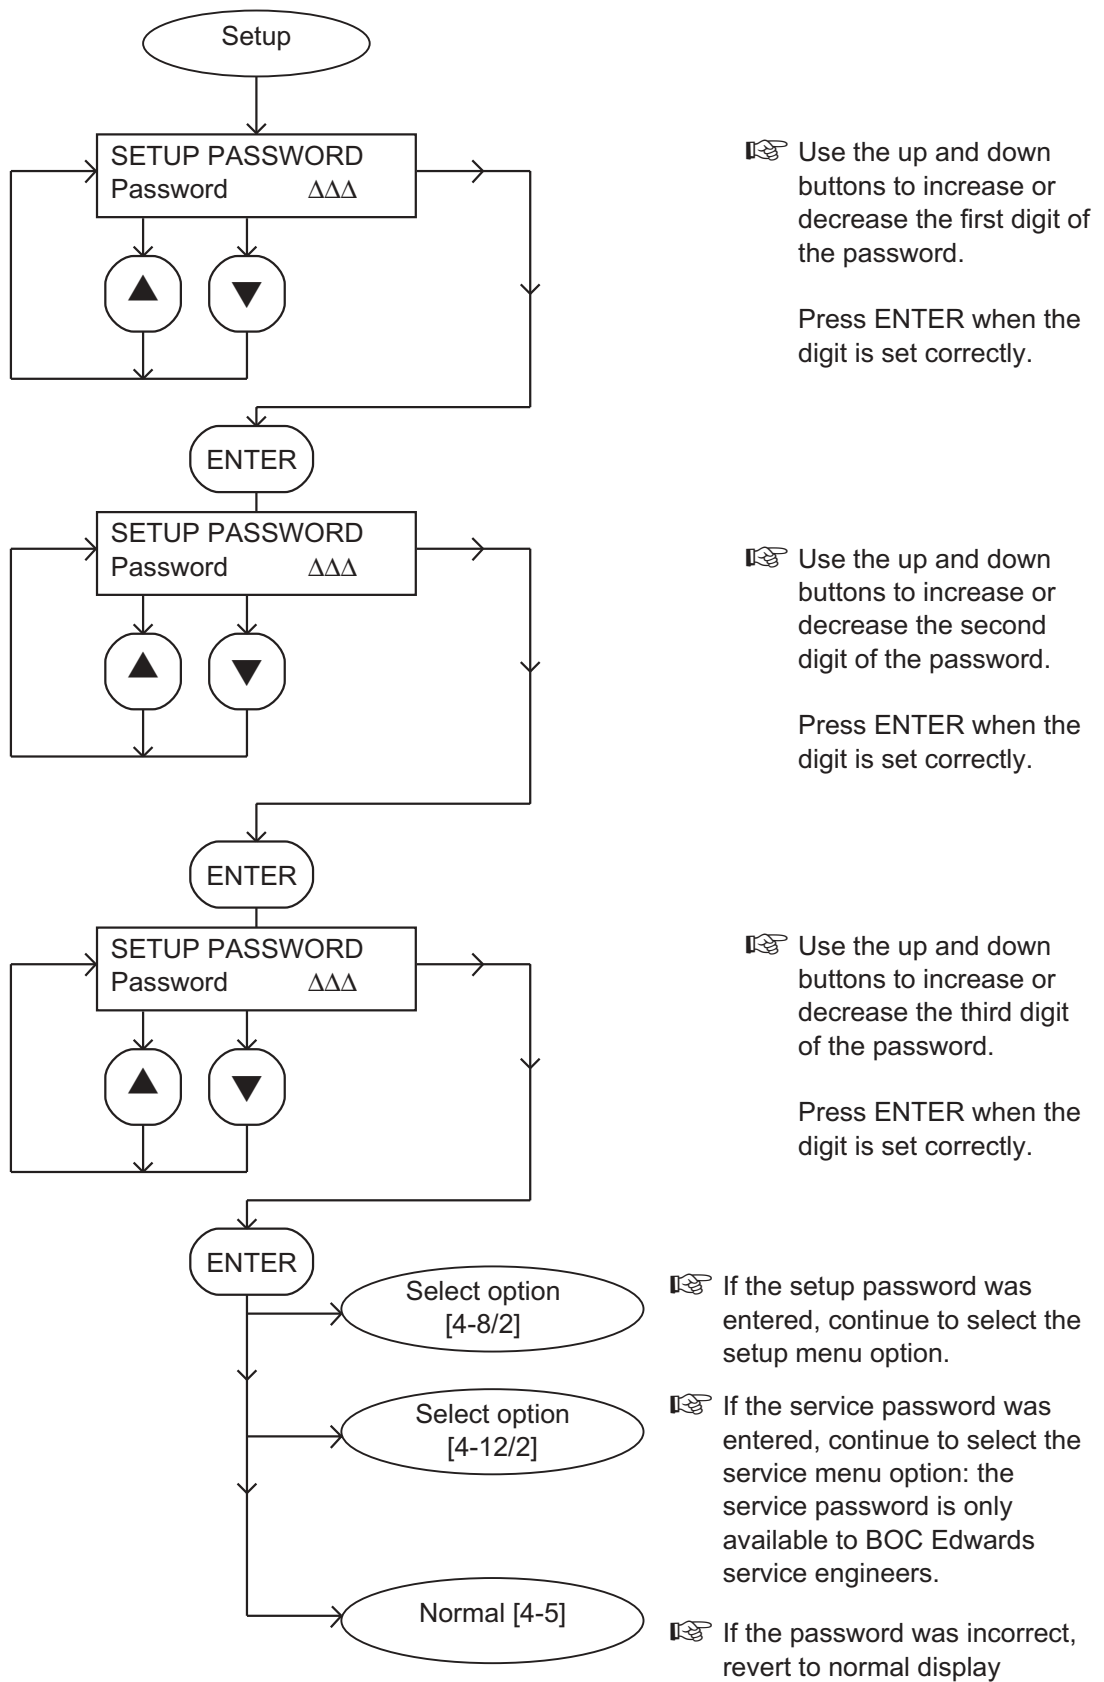 Setup
SETUP PASSWORD
Password ΔΔΔ
☞ Use the up and down
buttons to increase or
decrease the first digit of
the password.
Press ENTER when the
digit is set correctly.
▲ ▼
ENTER
SETUP PASSWORD
Password ΔΔΔ
☞ Use the up and down
buttons to increase or
decrease the second
digit of the password.
Press ENTER when the
digit is set correctly.
▲ ▼
ENTER
SETUP PASSWORD
Password ΔΔΔ
☞ Use the up and down
buttons to increase or
decrease the third digit
of the password.
Press ENTER when the
digit is set correctly.
▲ ▼
ENTER
Select option
[4-8/2]
☞ If the setup password was
entered, continue to select the
setup menu option.
Select option
[4-12/2]
☞ If the service password was
entered, continue to select the
service menu option: the
service password is only
available to BOC Edwards
service engineers.
Normal [4-5]
☞ If the password was incorrect,
revert to normal display